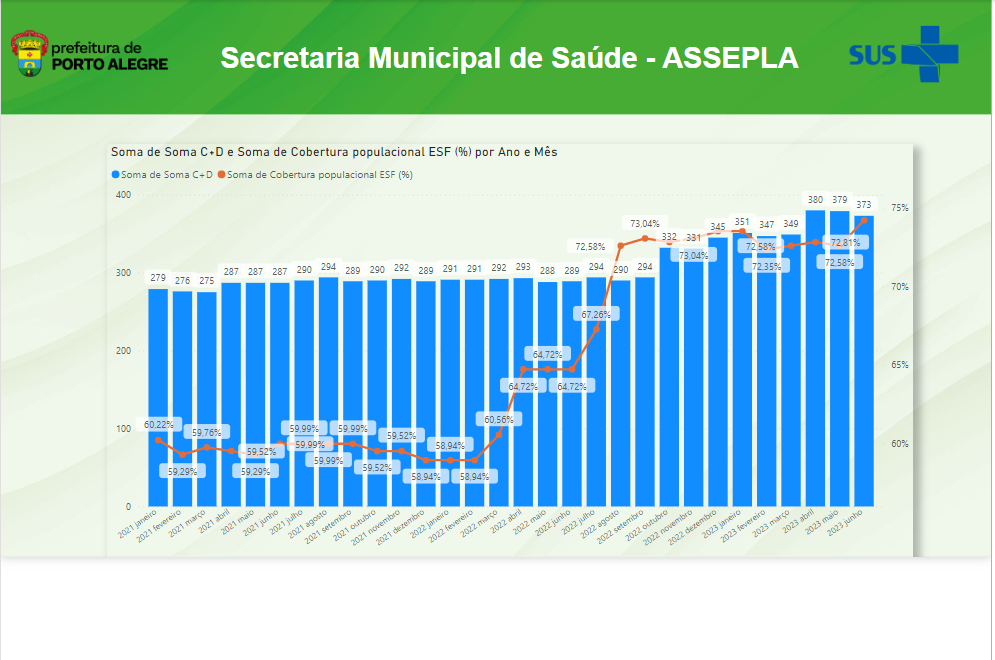 prefeitura de
PORTO ALEGRE
Secretaria Municipal de Saúde - ASSEPLA
SUS
Soma de Soma C+D e Soma de Cobertura populacional ESF (%) por Ano e Mês
Soma de Soma C+D Soma de Cobertura populacional ESF (%)
400
300
200
100
0
75%
70%
65%
60%
279 276 275 287 287 287 290 294 289 290 292 289 291 291 292 293 288 289 294 290 294 332 331 345 351 347 349 380 379 373
60,22% 59,29% 59,76% 59,29% 59,52% 59,99% 59,99% 59,99% 59,99% 59,52% 59,52% 58,94% 58,94% 58,94% 60,56% 64,72% 64,72% 64,72% 67,26% 72,58% 73,04% 73,04% 72,58% 72,35% 72,58% 72,81%
2021 janeiro
2021 fevereiro
2021 março
2021 abril
2021 maio
2021 junho
2021 julho
2021 agosto
2021 setembro
2021 outubro
2021 novembro
2021 dezembro
2022 janeiro
2022 fevereiro
2022 março
2022 abril
2022 maio
2022 junho
2022 julho
2022 agosto
2022 setembro
2022 outubro
2022 novembro
2022 dezembro
2023 janeiro
2023 fevereiro
2023 março
2023 abril
2023 maio
2023 junho